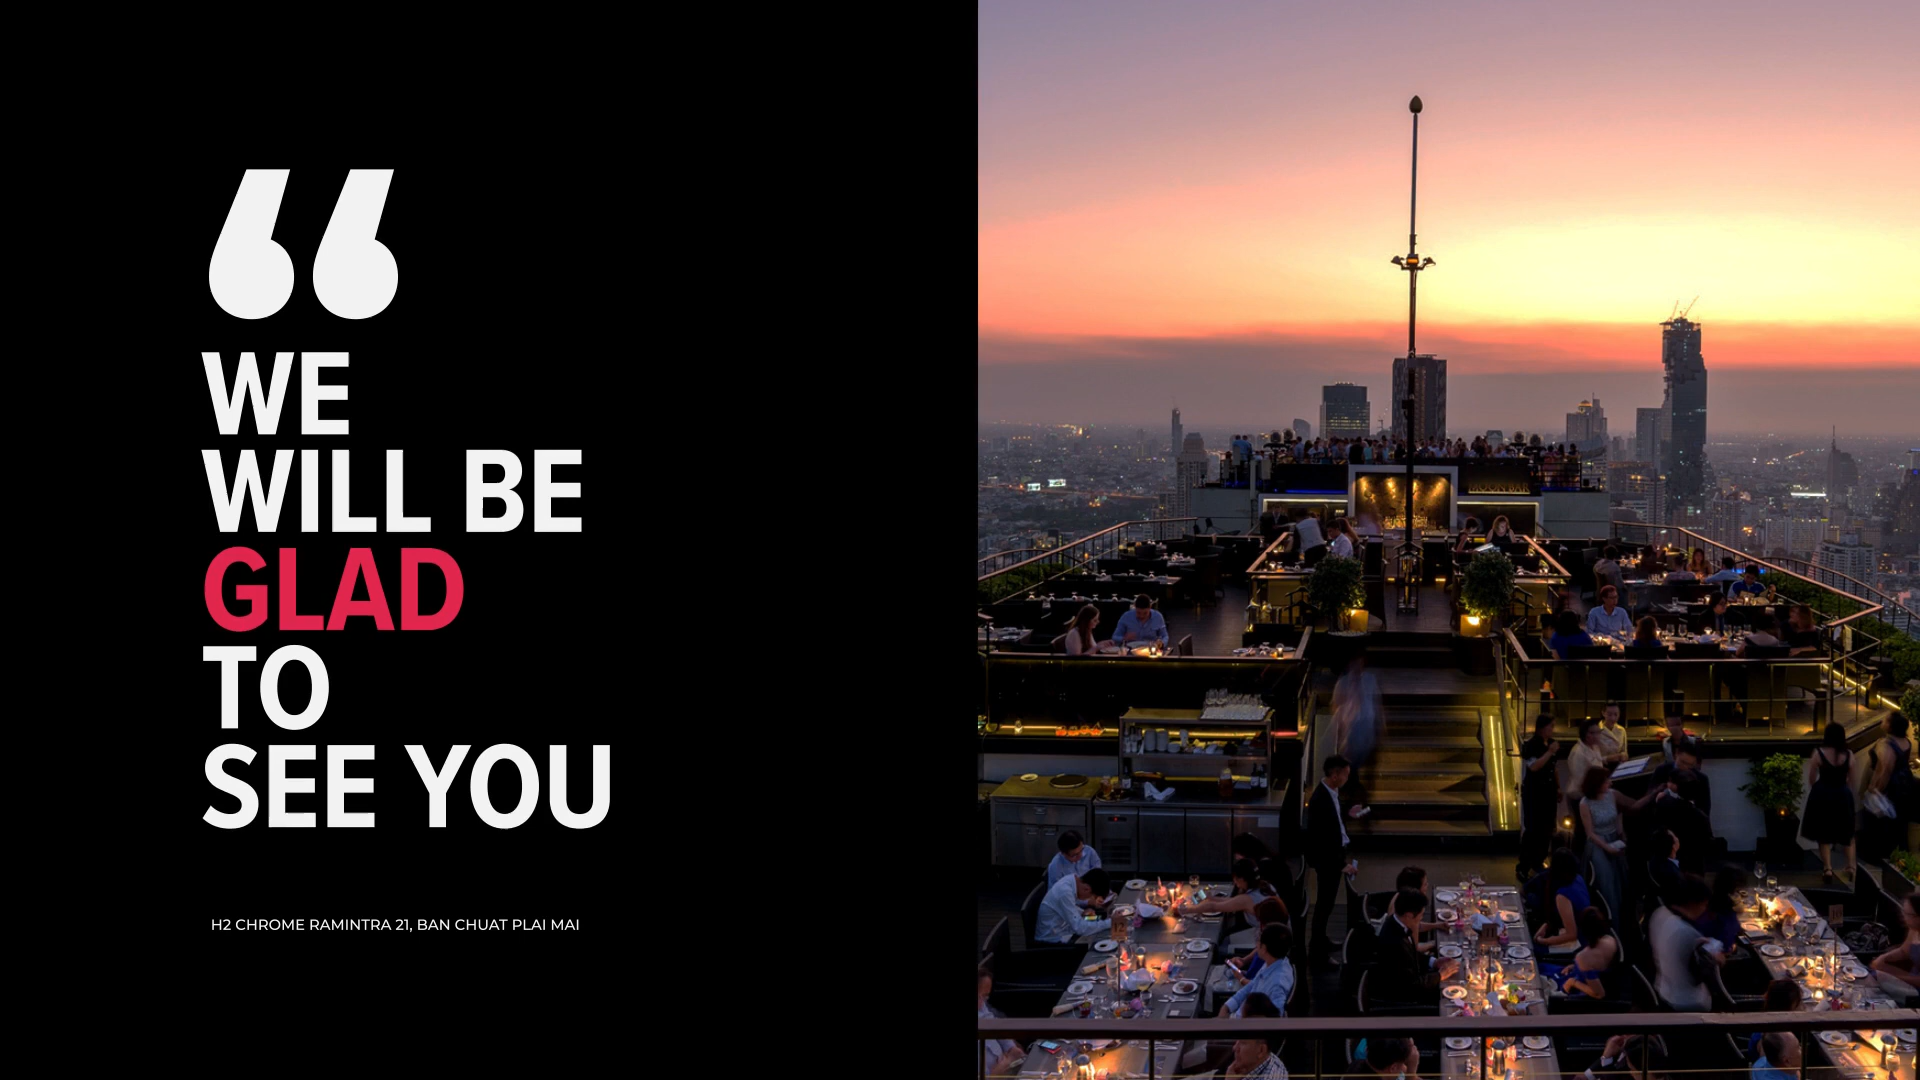 “
WE
WILL BE
GLAD
TO
SEE YOU
H2 CHROME RAMINTRA 21, BAN CHUAT PLAI MAI